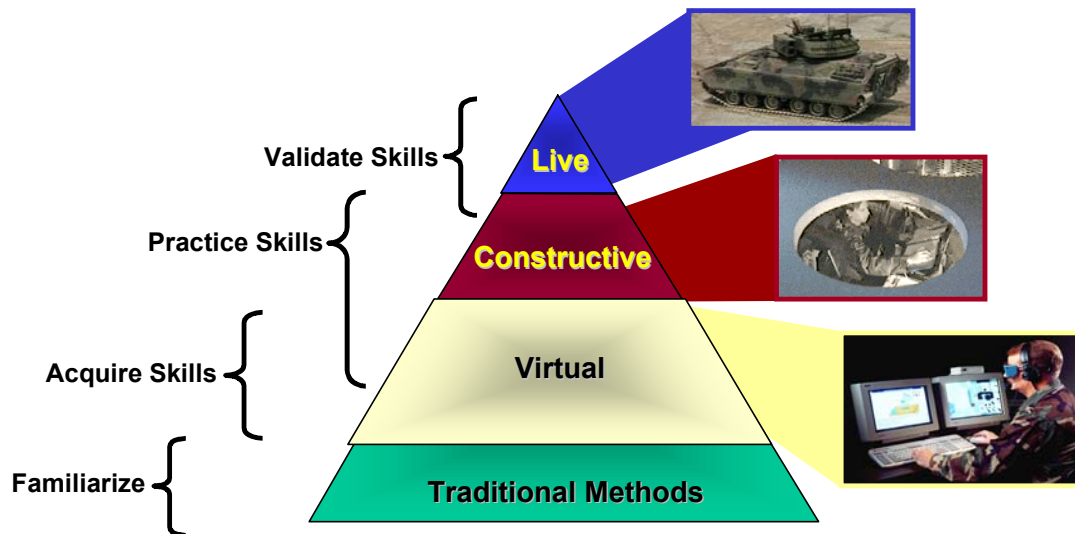 Validate Skills
Live
Practice Skills
Constructive
Acquire Skills
Virtual
Familiarize
Traditional Methods